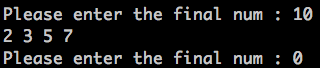 Please enter the final num : 10
2 3 5 7
Please enter the final num : 0